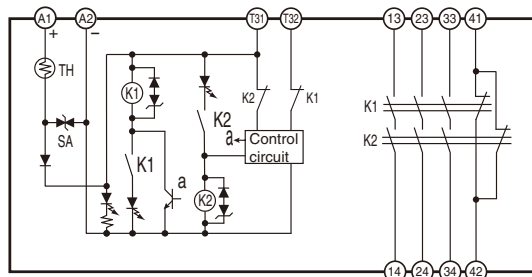 A1 A2 T31 T32 13 23 33 41
+ −
TH
K1
K2 K1
K2
K1
a
Control
circuit
SA
K1
a
K2
K2
14 24 34 42